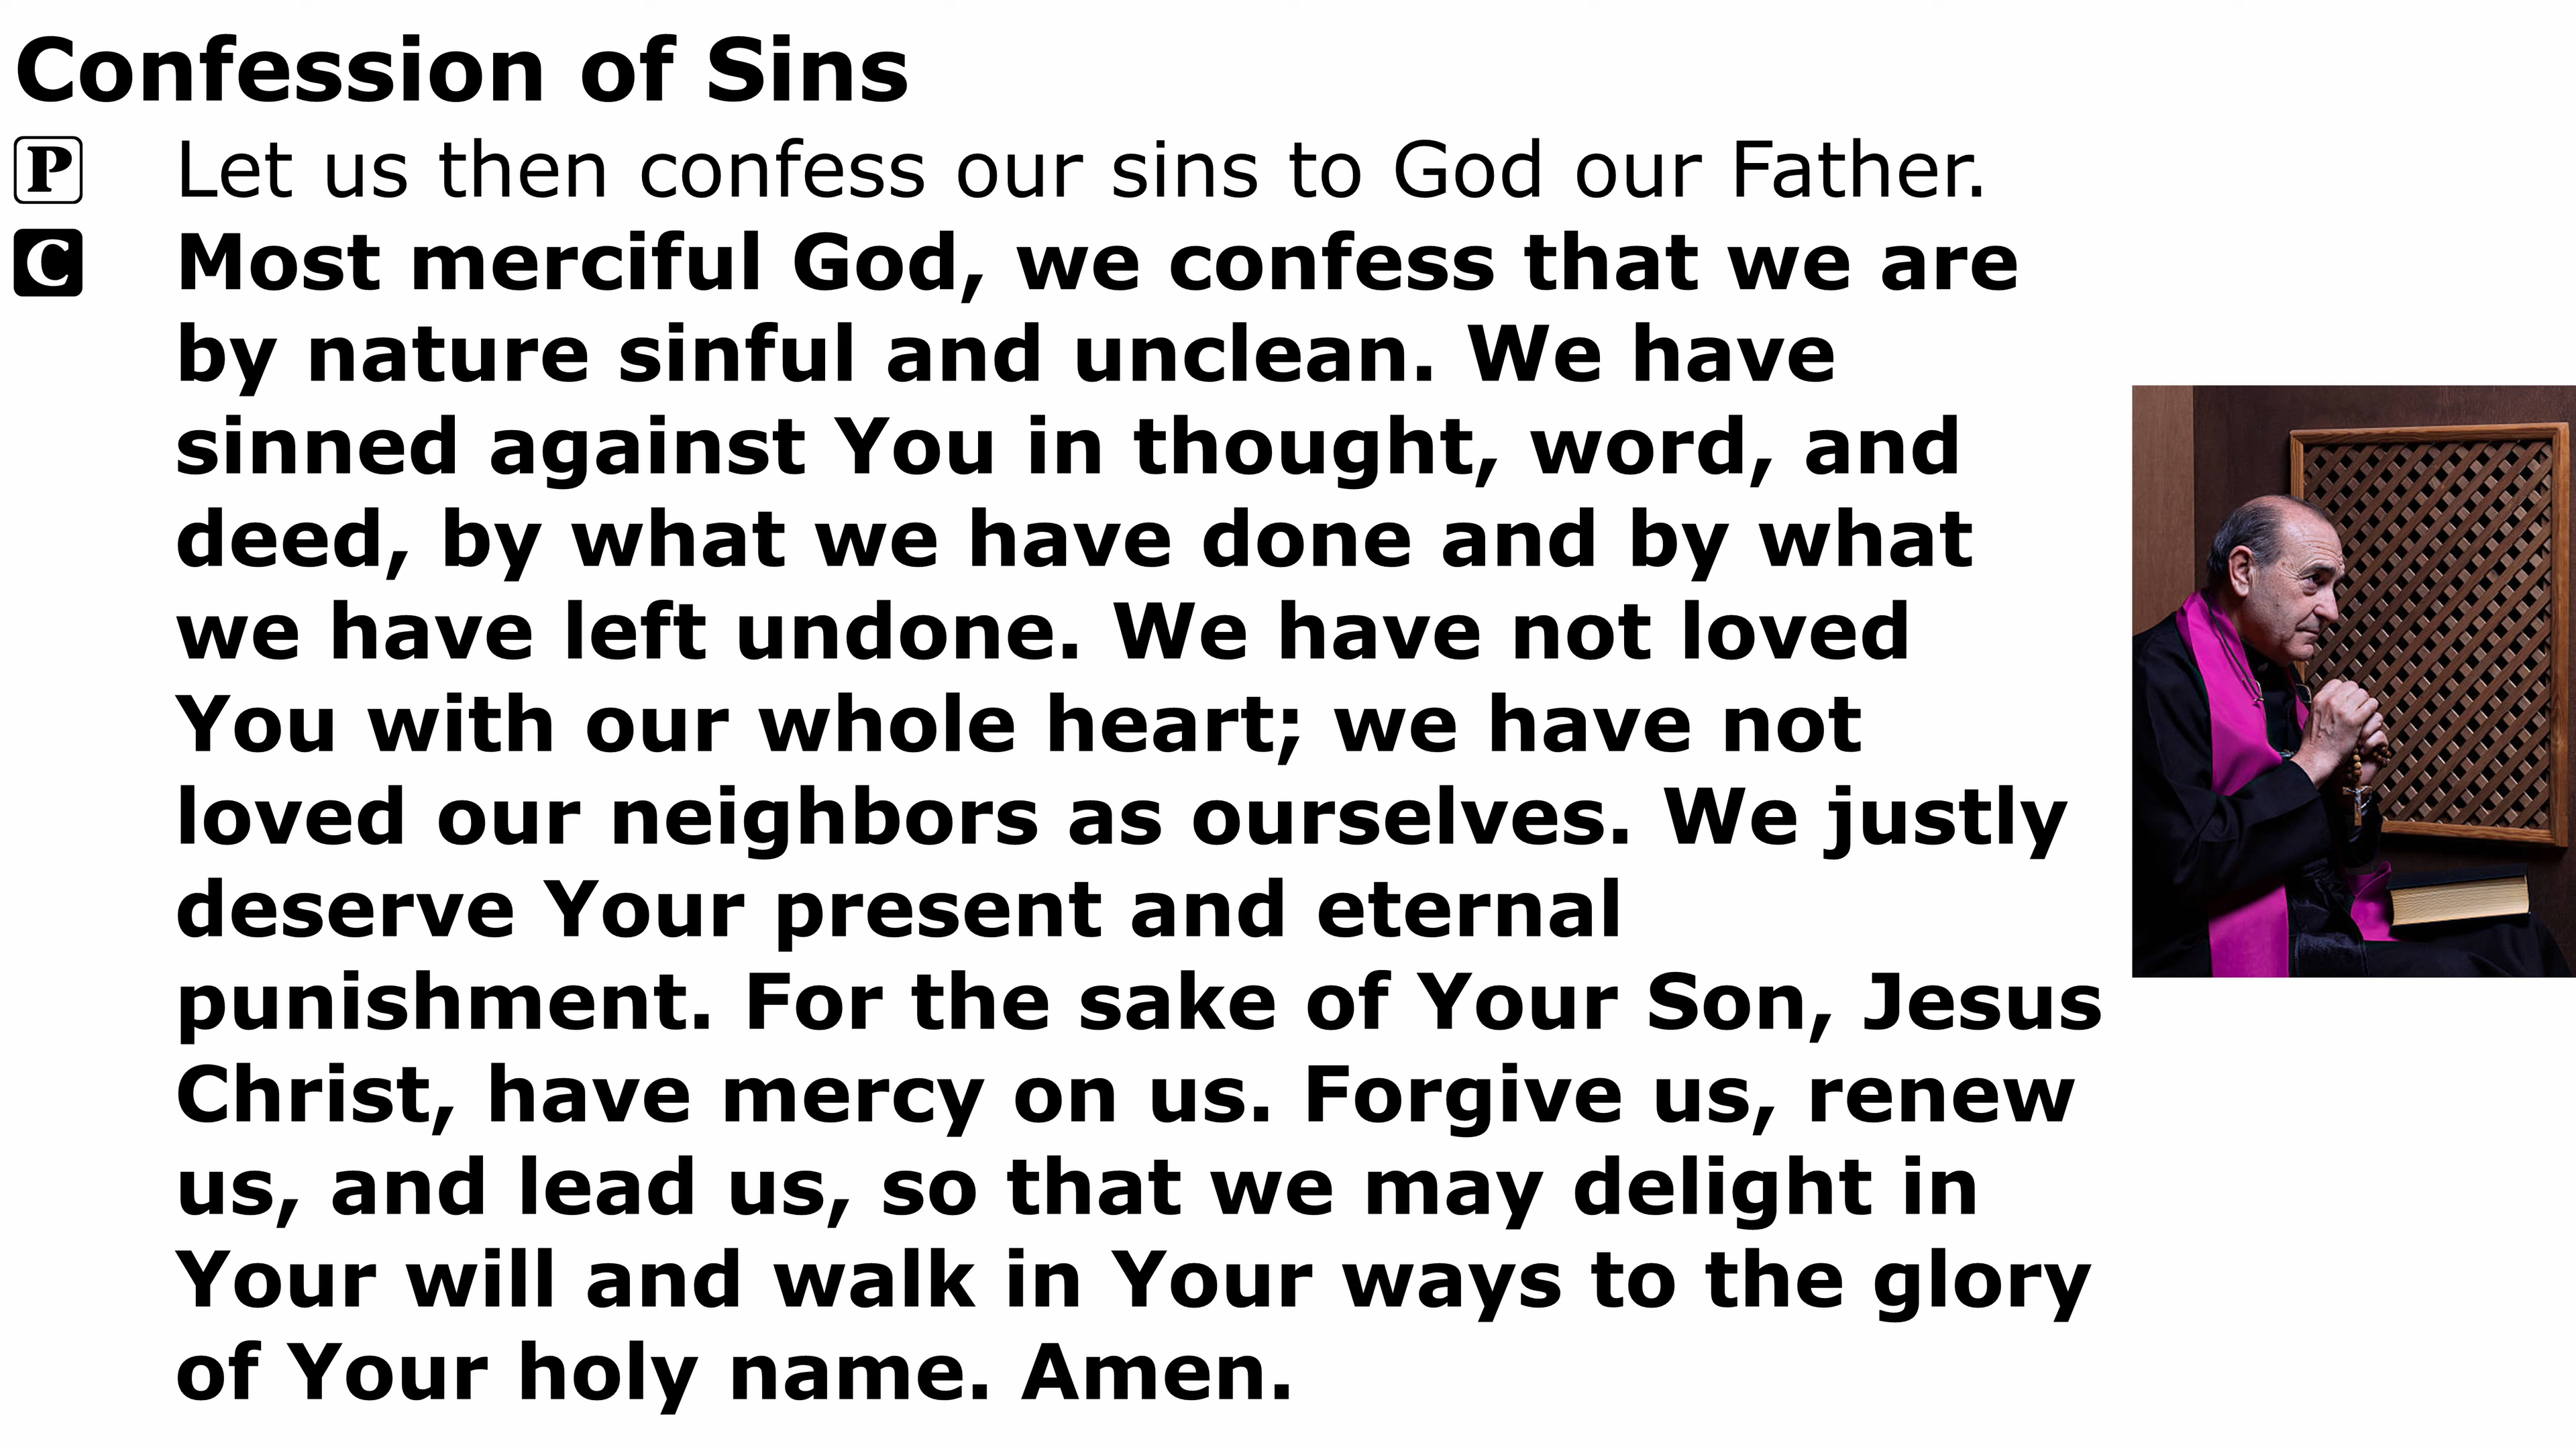 Confession of Sins
P Let us then confess our sins to God our Father.
C Most merciful God, we confess that we are
by nature sinful and unclean. We have
sinned against You in thought, word, and
deed, by what we have done and by what
we have left undone. We have not loved
You with our whole heart; we have not
loved our neighbors as ourselves. We justly
deserve Your present and eternal
punishment. For the sake of Your Son, Jesus
Christ, have mercy on us. Forgive us, renew
us, and lead us, so that we may delight in
Your will and walk in Your ways to the glory
of Your holy name. Amen.